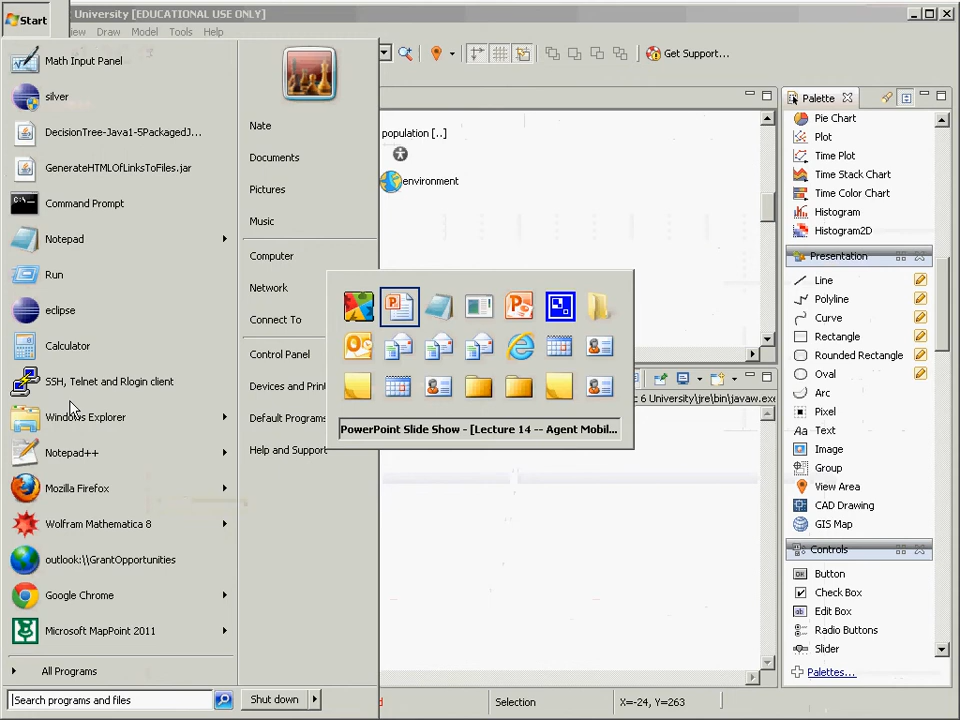 Start
University [EDUCATIONAL USE ONLY]
Draw Model Tools Help
Get Support...
Math Input Panel
silver
DecisionTree-Java1-5PackagedJ...
GenerateHTMLOfLinksToFiles.jar
Command Prompt
Notepad
Run
eclipse
Calculator
SSH, Telnet and Rlogin client
Windows Explorer
Notepad++
Mozilla Firefox
Wolfram Mathematica 8
outlook:\\GrantOpportunities
Google Chrome
Microsoft MapPoint 2011
All Programs
Search programs and files
Nate
Documents
Pictures
Music
Computer
Network
Connect To
Control Panel
Devices and Print
Default Programs
Help and Support
Shut down
population [..]
environment
PowerPoint Slide Show - [Lecture 14 -- Agent Mobil...
c 6 University\jre\bin\javaw.exe
Selection
X=-24, Y=263
Palette
Pie Chart
Plot
Time Plot
Time Stack Chart
Time Color Chart
Histogram
Histogram2D
Presentation
Line
Polyline
Curve
Rectangle
Rounded Rectangle
Oval
Arc
Pixel
Text
Image
Group
View Area
CAD Drawing
GIS Map
Controls
Button
Check Box
Edit Box
Radio Buttons
Slider
Palettes...